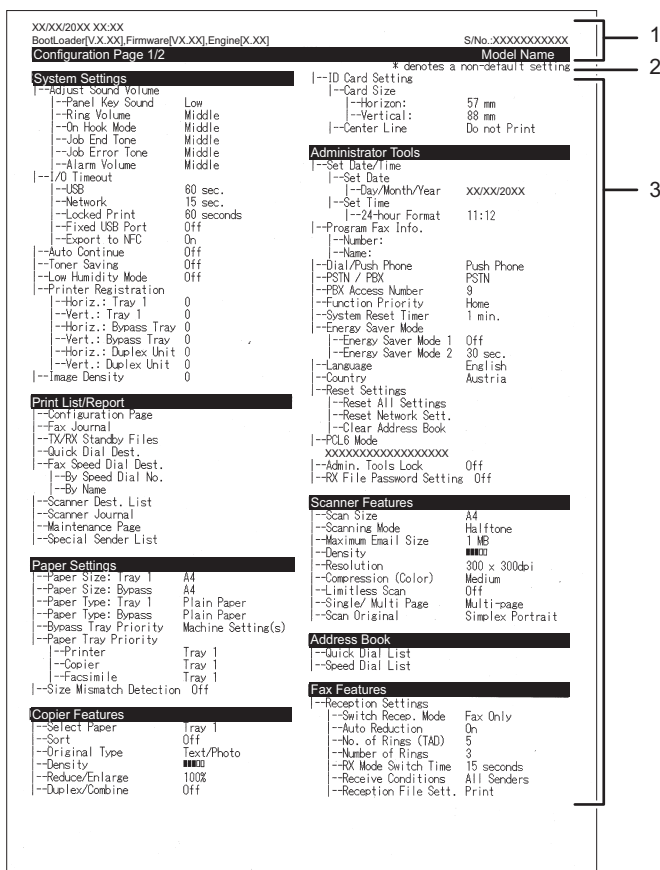 XX/XX/20XX XX:XX
BootLoader[V.X.XX],Firmware[VX.XX],Engine[X.XX]
S/No.:XXXXXXXXXXX
Configuration Page 1/2
Model Name
* denotes a non-default setting
System Settings
|--Adjust Sound Volume
|--Panel Key Sound Low
|--Ring Volume Middle
|--On Hook Mode Middle
|--Job End Tone Middle
|--Job Error Tone Middle
|--Alarm Volume Middle
|--I/O Timeout
|--USB 60 sec.
|--Network 15 sec.
|--Locked Print 60 seconds
|--Fixed USB Port Off
|--Export to NFC On
|--Auto Continue Off
|--Toner Saving Off
|--Low Humidity Mode Off
|--Printer Registration
|--Horiz.: Tray 1 0
|--Vert.: Tray 1 0
|--Horiz.: Bypass Tray 0
|--Vert.: Bypass Tray 0
|--Horiz.: Duplex Unit 0
|--Vert.: Duplex Unit 0
|--Image Density 0
Print List/Report
|--Configuration Page
|--Fax Journal
|--TX/RX Standby Files
|--Quick Dial Dest.
|--Fax Speed Dial Dest.
|--By Speed Dial No.
|--By Name
|--Scanner Dest. List
|--Scanner Journal
|--Maintenance Page
|--Special Sender List
Paper Settings
|--Paper Size: Tray 1 A4
|--Paper Size: Bypass A4
|--Paper Type: Tray 1 Plain Paper
|--Paper Type: Bypass Plain Paper
|--Bypass Tray Priority Machine Setting(s)
|--Paper Tray Priority
|--Printer Tray 1
|--Copier Tray 1
|--Facsimile Tray 1
|--Size Mismatch Detection Off
Copier Features
|--Select Paper Tray 1
|--Sort Off
|--Original Type Text/Photo
|--Density
|--Reduce/Enlarge 100%
|--Duplex/Combine Off
|--ID Card Setting
|--Card Size
|--Horizon: 57 mm
|--Vertical: 88 mm
|--Center Line Do not Print
Administrator Tools
|--Set Date/Time
|--Set Date
|--Day/Month/Year XX/XX/20XX
|--Set Time
|--24-hour Format 11:12
|--Program Fax Info.
|--Number:
|--Name:
|--Dial/Push Phone Push Phone
|--PSTN / PBX PSTN
|--PBX Access Number 9
|--Function Priority Home
|--System Reset Timer 1 min.
|--Energy Saver Mode
|--Energy Saver Mode 1 Off
|--Energy Saver Mode 2 30 sec.
|--Language English
|--Country Austria
|--Reset Settings
|--Reset All Settings
|--Reset Network Sett.
|--Clear Address Book
|--PCL6 Mode
XXXXXXXXXXXXXXXXXXX
|--Admin. Tools Lock Off
|--RX File Password Setting Off
Scanner Features
|--Scan Size A4
|--Scanning Mode Halftone
|--Maximum Email Size 1 MB
|--Density
|--Resolution 300 x 300dpi
|--Compression (Color) Medium
|--Limitless Scan Off
|--Single/ Multi Page Multi-page
|--Scan Original Simplex Portrait
Address Book
|--Quick Dial List
|--Speed Dial List
Fax Features
|--Reception Settings
|--Switch Recep. Mode Fax Only
|--Auto Reduction On
|--No. of Rings (TAD) 5
|--Number of Rings 3
|--RX Mode Switch Time 15 seconds
|--Receive Conditions All Senders
|--Reception File Sett. Print
1
2
3